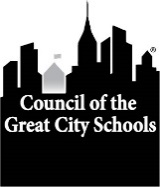 ®
Council of the
Great City Schools